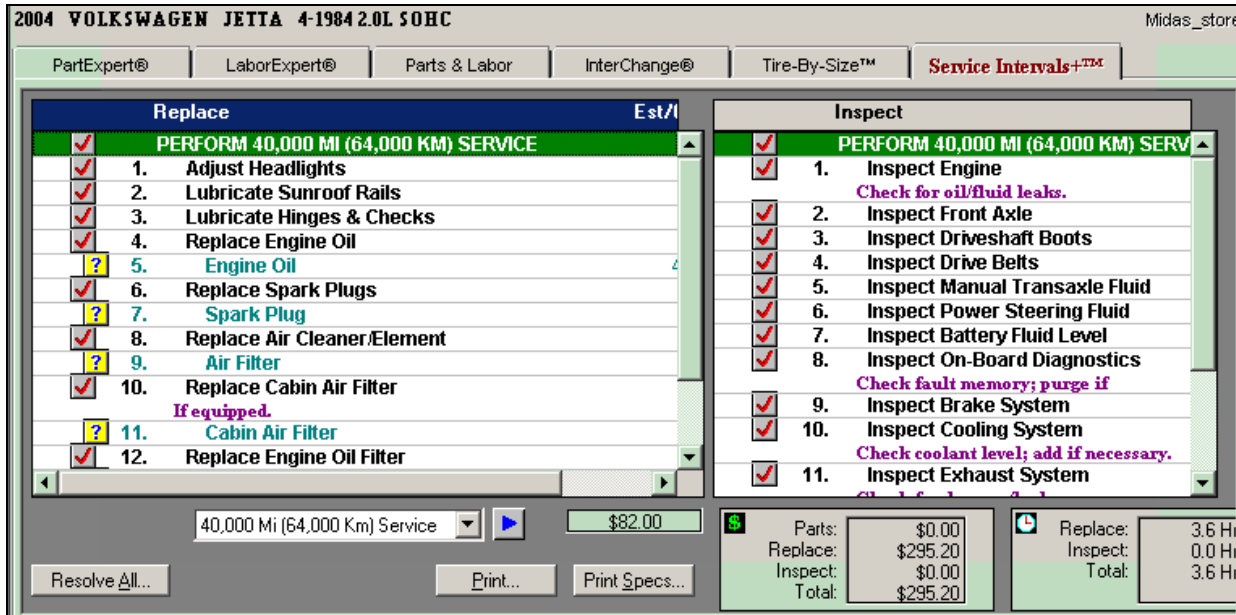 2004 VOLKSWAGEN JETTA 4-1984 2.0L SOHC
Midas_store
PartExpert®
LaborExpert®
Parts & Labor
InterChange®
Tire-By-Size™
Service Intervals+™
Replace
PERFORM 40,000 MI (64,000 KM) SERVICE
1. Adjust Headlights
2. Lubricate Sunroof Rails
3. Lubricate Hinges & Checks
4. Replace Engine Oil
? 5. Engine Oil
6. Replace Spark Plugs
? 7. Spark Plug
8. Replace Air Cleaner/Element
? 9. Air Filter
10. Replace Cabin Air Filter
If equipped.
? 11. Cabin Air Filter
12. Replace Engine Oil Filter
Inspect
PERFORM 40,000 MI (64,000 KM) SERV
1. Inspect Engine
Check for oil/fluid leaks.
2. Inspect Front Axle
3. Inspect Driveshaft Boots
4. Inspect Drive Belts
5. Inspect Manual Transaxle Fluid
6. Inspect Power Steering Fluid
7. Inspect Battery Fluid Level
8. Inspect On-Board Diagnostics
Check fault memory; purge if
9. Inspect Brake System
10. Inspect Cooling System
Check coolant level; add if necessary.
11. Inspect Exhaust System
40,000 Mi (64,000 Km) Service
$82.00
Resolve All...
Print...
Print Specs...
$
Parts: $0.00
Replace: $295.20
Inspect: $0.00
Total: $295.20
Replace: 3.6
Inspect: 0.0
Total: 3.6